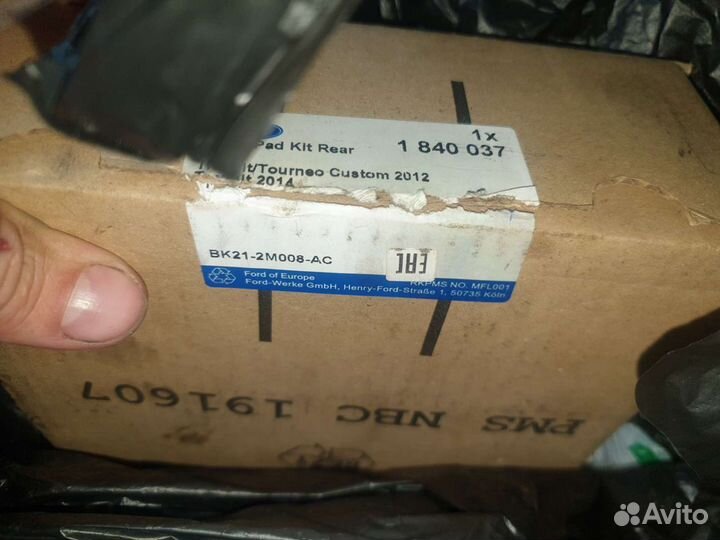 1x
Pad Kit Rear 1 840 037
/Tourneo Custom 2012
2014
BK21-2M008-AC
EAC
Ford of Europe
RKPMS NO. MFL001
Ford-Werke GmbH, Henry-Ford-Straße 1, 50735 Köln
PMS NBC 191607
Avito